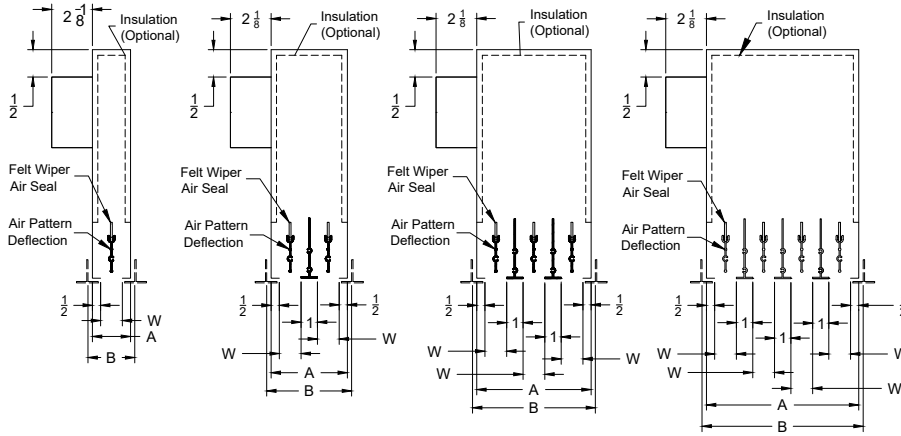 2 1/8
Insulation
(Optional)
1/2
Felt Wiper
Air Seal
Air Pattern
Deflection
1/2
W
A
B
2 1/8
Insulation
(Optional)
1/2
Felt Wiper
Air Seal
Air Pattern
Deflection
1/2
1/2
1
W
W
A
B
2 1/8
Insulation
(Optional)
1/2
Felt Wiper
Air Seal
Air Pattern
Deflection
1/2
1/2
1
1
W
W
W
A
B
2 1/8
Insulation
(Optional)
1/2
Felt Wiper
Air Seal
Air Pattern
Deflection
1/2
1
1
1
W
W
W
W
A
B